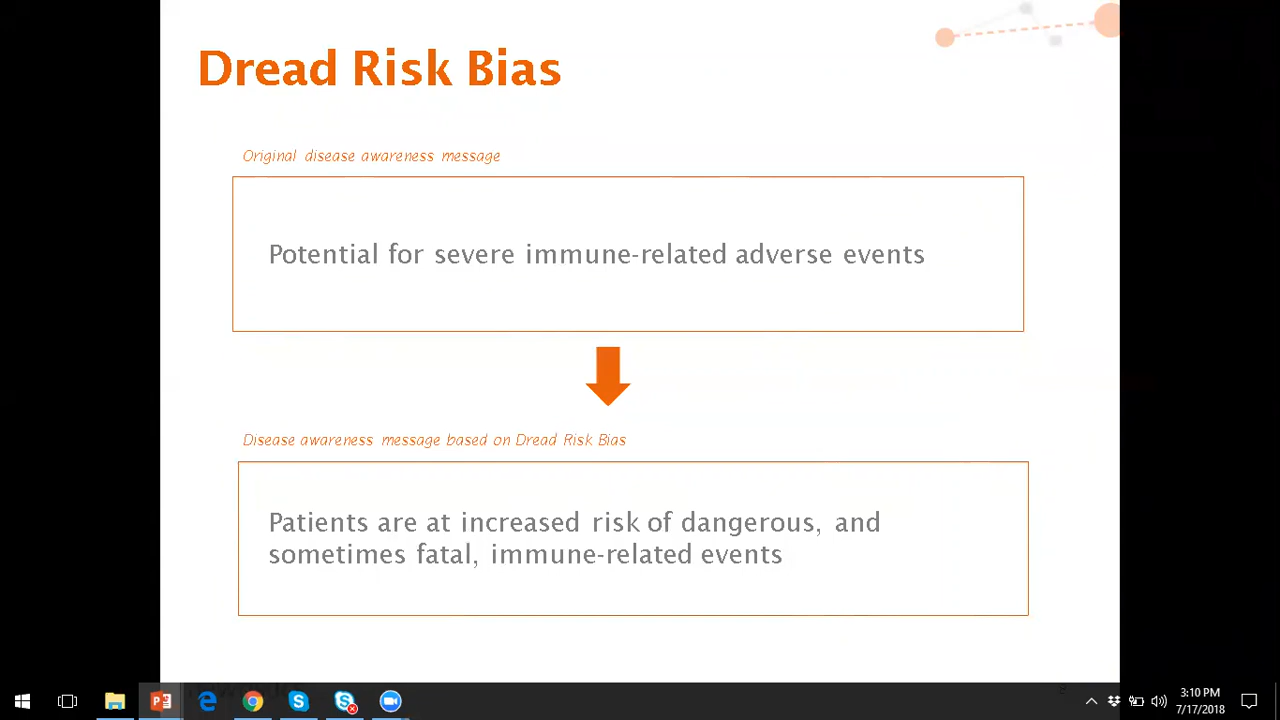 Dread Risk Bias
Original disease awareness message
Potential for severe immune-related adverse events
Disease awareness message based on Dread Risk Bias
Patients are at increased risk of dangerous, and
sometimes fatal, immune-related events
3:10 PM
7/17/2018